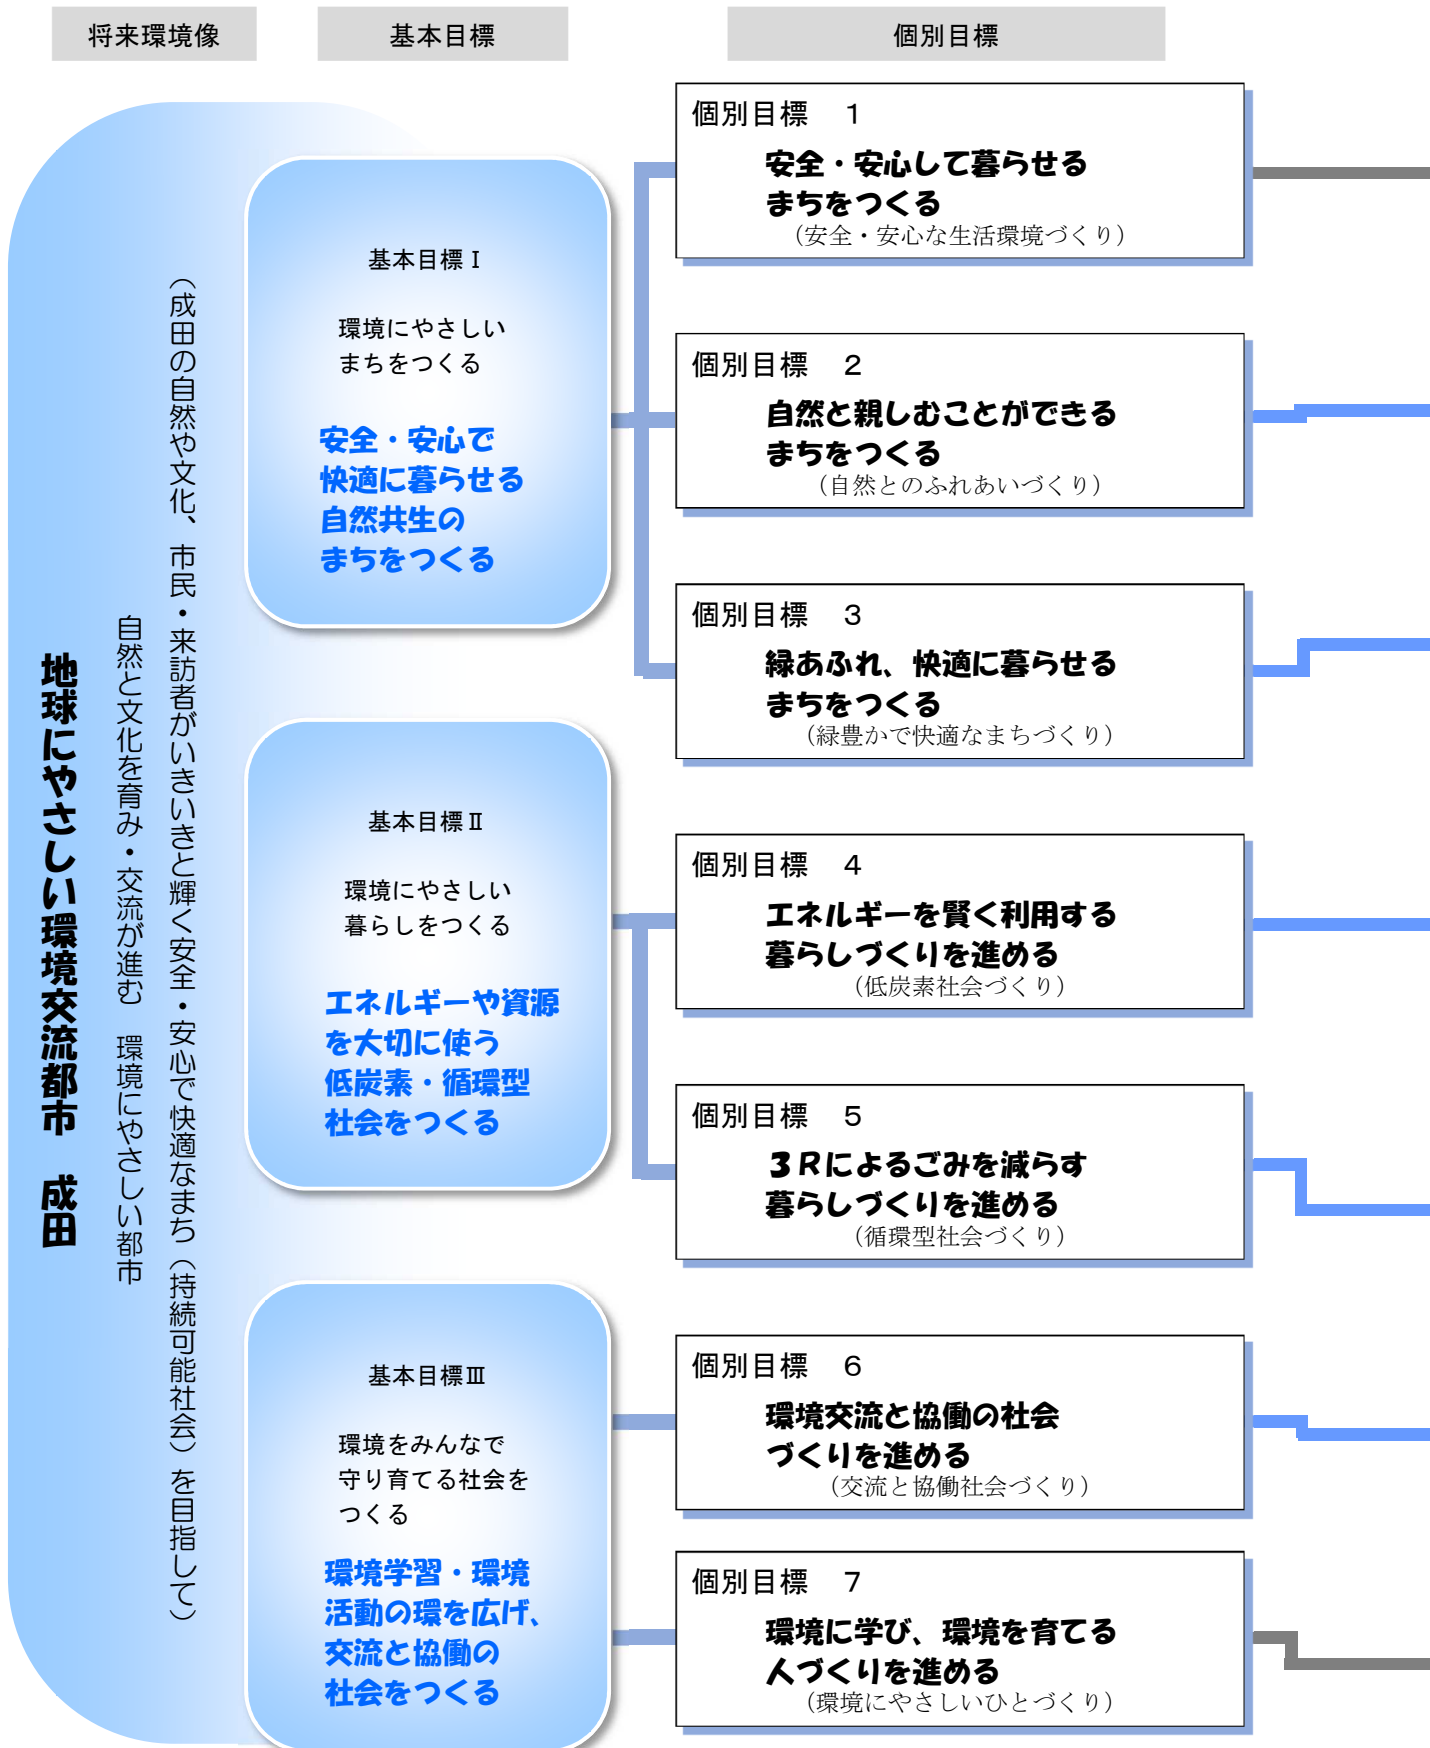 将来環境像
基本目標
個別目標
地球にやさしい環境交流都市　成田
自然と文化を育み・交流が進む　環境にやさしい都市
（成田の自然や文化、市民・来訪者がいきいきと輝く安全・安心で快適なまち（持続可能社会）を目指して）
基本目標Ⅰ
環境にやさしい
まちをつくる
安全・安心で
快適に暮らせる
自然共生の
まちをつくる
個別目標　1
安全・安心して暮らせる
まちをつくる
（安全・安心な生活環境づくり）
個別目標　2
自然と親しむことができる
まちをつくる
（自然とのふれあいづくり）
個別目標　3
緑あふれ、快適に暮らせる
まちをつくる
（緑豊かで快適なまちづくり）
基本目標Ⅱ
環境にやさしい
暮らしをつくる
エネルギーや資源
を大切に使う
低炭素・循環型
社会をつくる
個別目標　4
エネルギーを賢く利用する
暮らしづくりを進める
（低炭素社会づくり）
個別目標　5
３Ｒによるごみを減らす
暮らしづくりを進める
（循環型社会づくり）
基本目標Ⅲ
環境をみんなで
守り育てる社会を
つくる
環境学習・環境
活動の環を広げ、
交流と協働の
社会をつくる
個別目標　6
環境交流と協働の社会
づくりを進める
（交流と協働社会づくり）
個別目標　7
環境に学び、環境を育てる
人づくりを進める
（環境にやさしいひとづくり）